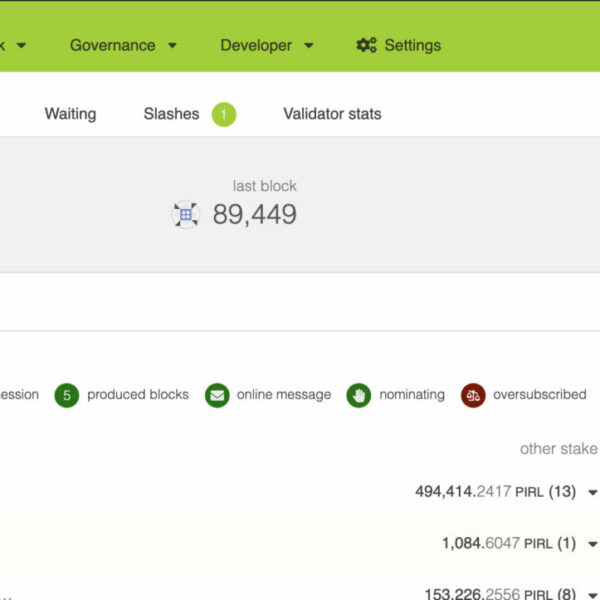 k Governance Developer Settings
Waiting Slashes 1 Validator stats
last block
89,449
ession 5 produced blocks online message nominating oversubscribed
other stake
494,414.2417 PIRL (13)
1,084.6047 PIRL (1)
... 153,226.2556 PIRL (8)